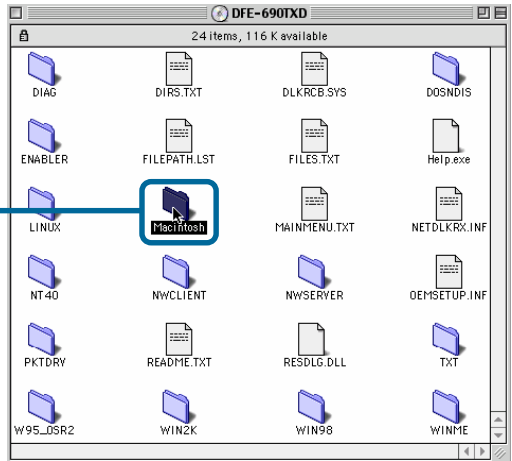 DFE-690TXD
24 items, 116 K available
DIAG
DIRS.TXT
DLKRCB.SYS
DOSNDIS
ENABLER
FILEPATH.LST
FILES.TXT
Help.exe
LINUX
Macintosh
MAINMENU.TXT
NETDLKRX.INF
NT40
NWCLIENT
NWSERVER
OEMSETUP.INF
PKTDRV
README.TXT
RESDLG.DLL
TXT
W95_OSR2
WIN2K
WIN98
WINME